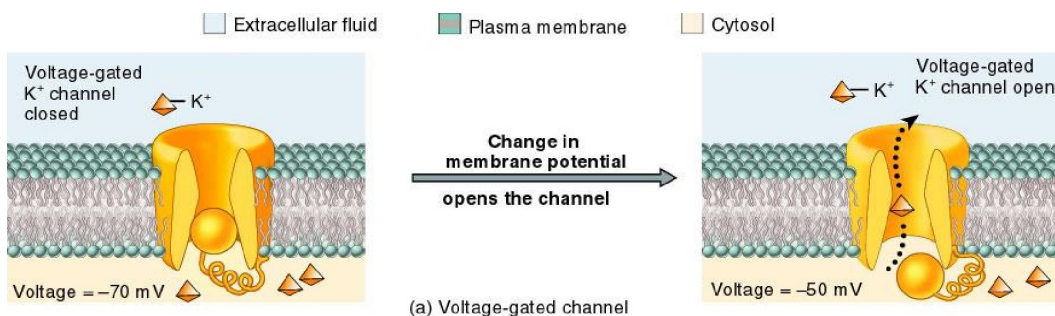 Extracellular fluid
Plasma membrane
Cytosol
Voltage-gated
K⁺ channel
closed
K⁺
Voltage = –70 mV
Change in
membrane potential
opens the channel
(a) Voltage-gated channel
Voltage-gated
K⁺ channel open
K⁺
Voltage = –50 mV